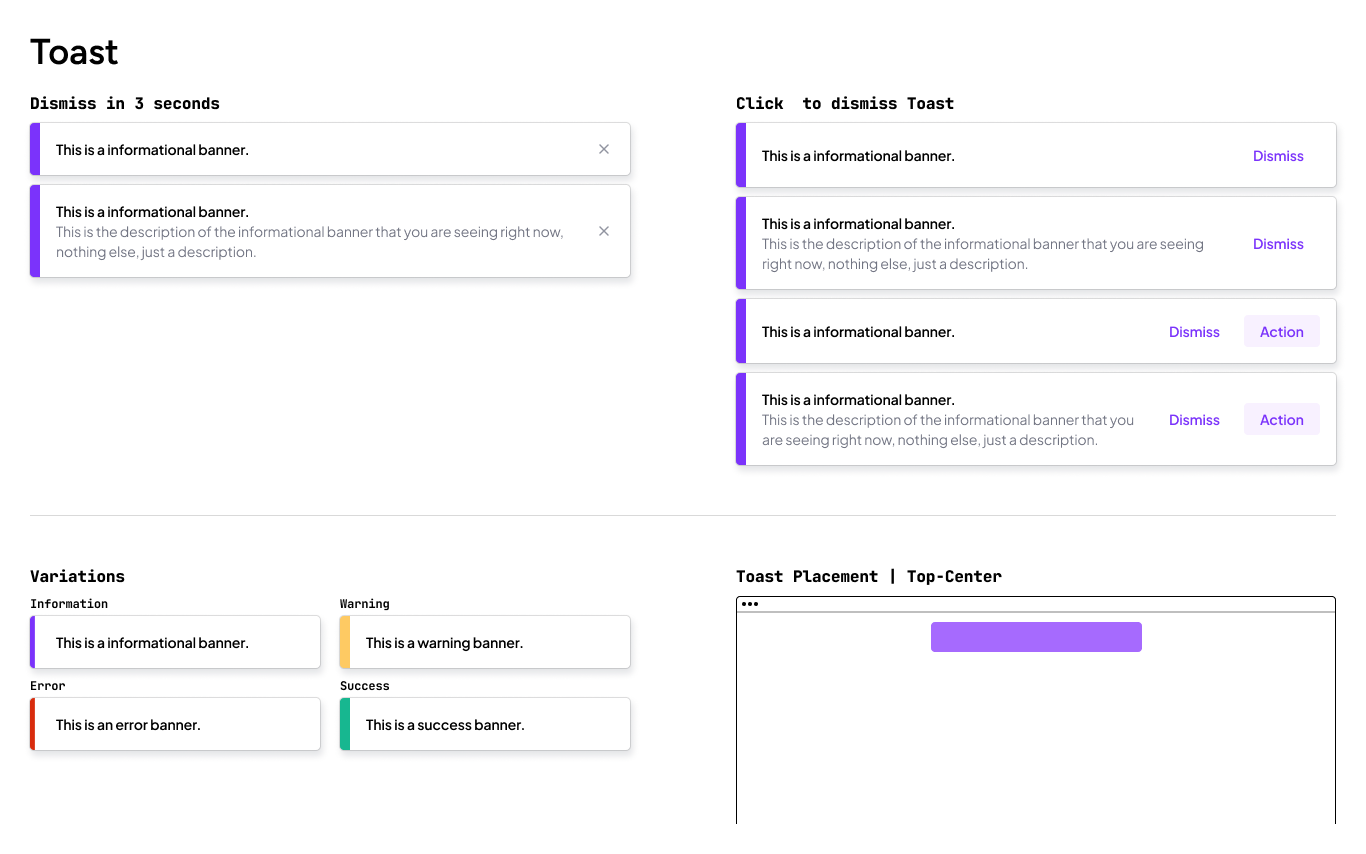 Toast
Dismiss in 3 seconds
This is a informational banner.
This is a informational banner.
This is the description of the informational banner that you are seeing right now,
nothing else, just a description.
Click  to dismiss Toast
This is a informational banner.
Dismiss
This is a informational banner.
This is the description of the informational banner that you are seeing
right now, nothing else, just a description.
Dismiss
This is a informational banner.
Dismiss
Action
This is a informational banner.
This is the description of the informational banner that you
are seeing right now, nothing else, just a description.
Dismiss
Action
Variations
Information
This is a informational banner.
Warning
This is a warning banner.
Error
This is an error banner.
Success
This is a success banner.
Toast Placement | Top-Center